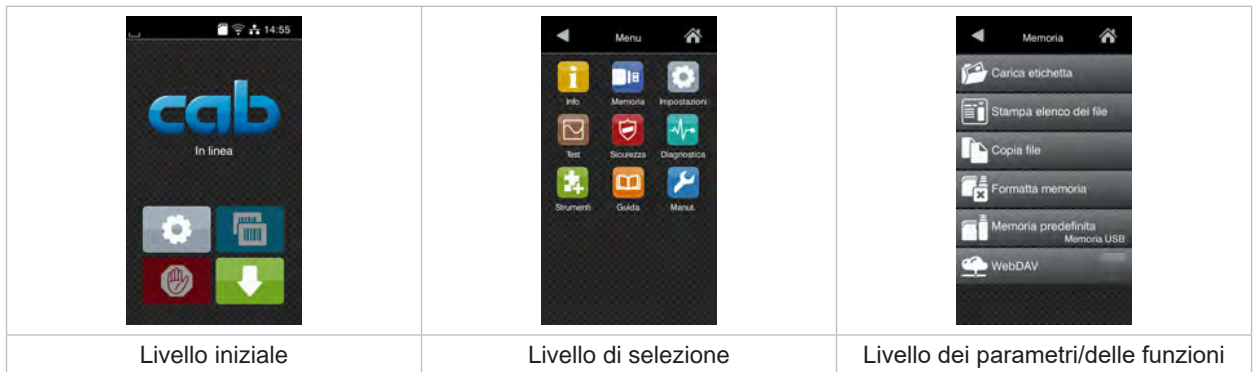 14:55
cab
In linea
Livello iniziale
Menu
Info Memoria Impostazioni
Test Sicurezza Diagnostica
Strumenti Guida Manut.
Livello di selezione
Memoria
Carica etichetta
Stampa elenco dei file
Copia file
Formatta memoria
Memoria predefinita
Memoria USB
WebDAV
Livello dei parametri/delle funzioni